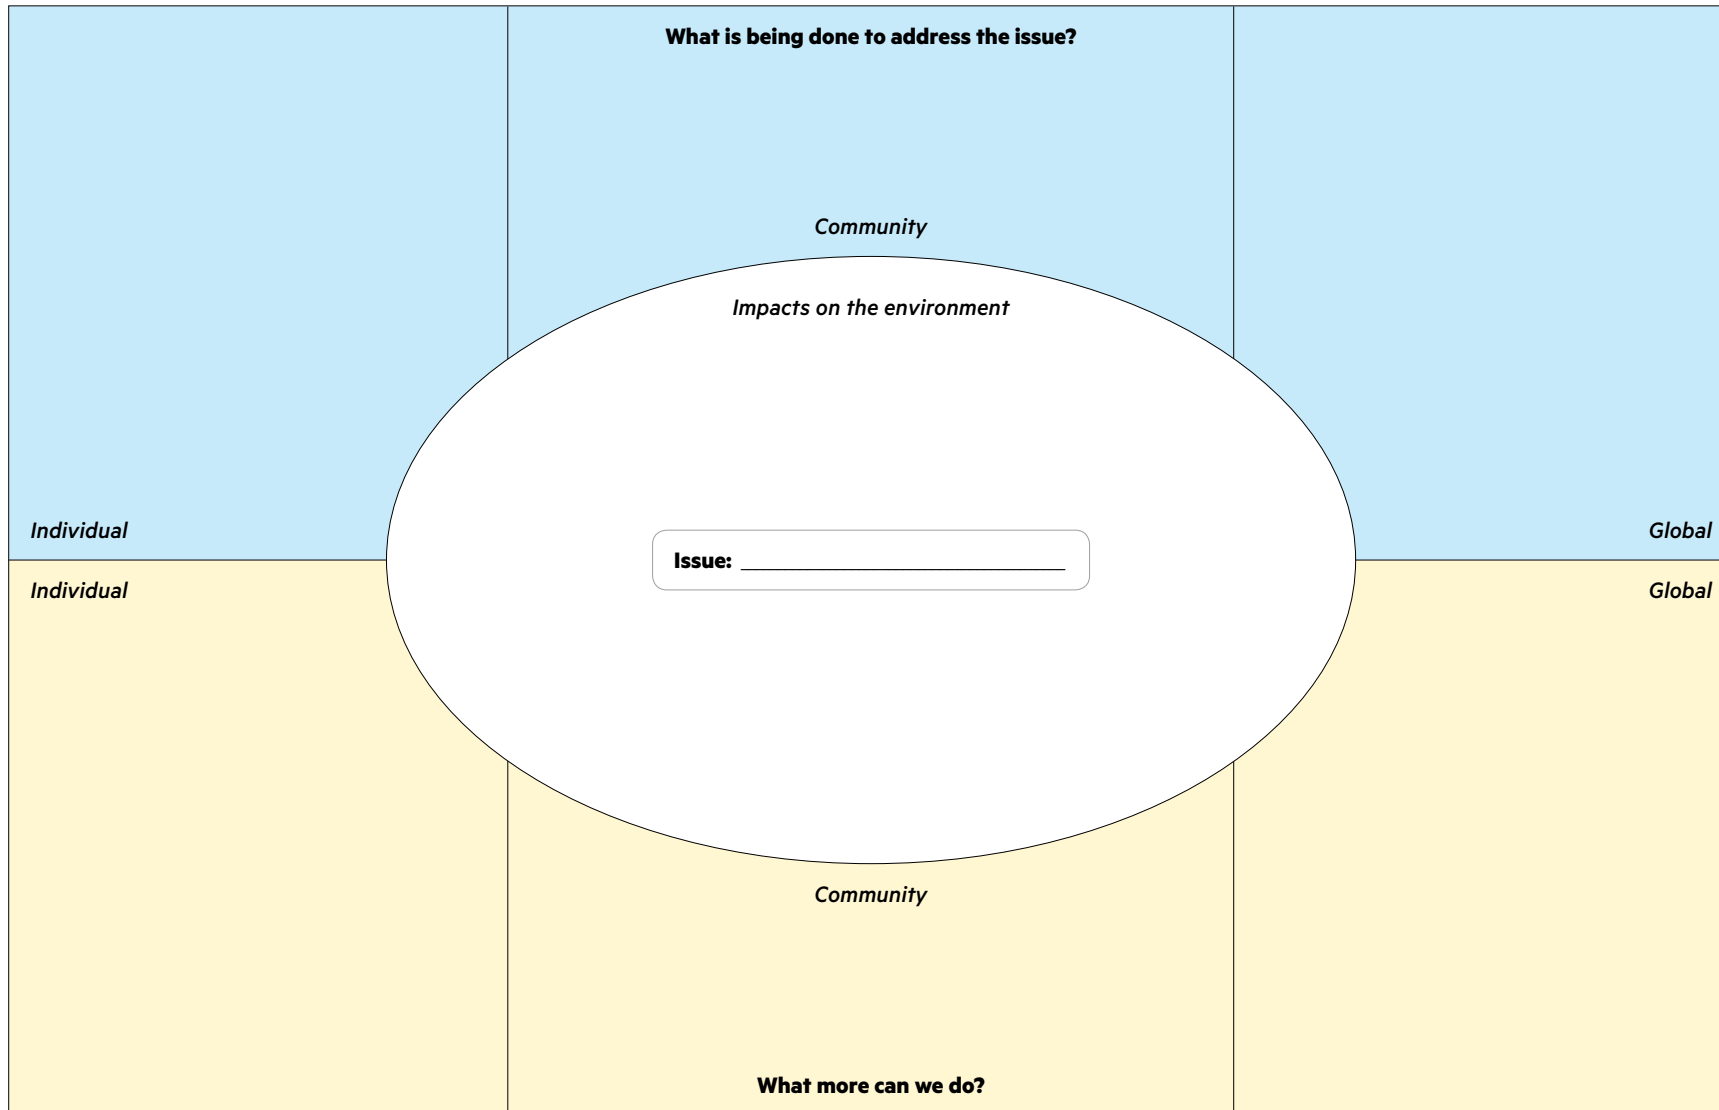 What is being done to address the issue?
Community
Impacts on the environment
Individual
Global
Issue: ______________________________
Individual
Global
Community
What more can we do?